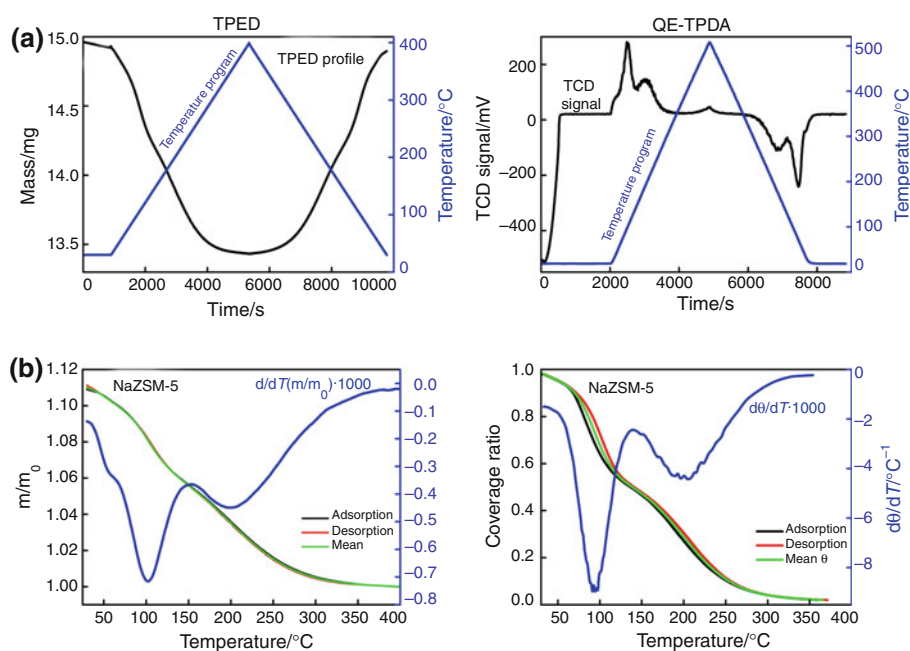 (a)
TPED
15.0
14.5
14.0
13.5
Mass/mg
TPED profile
Temperature program
400
300
200
100
0
Temperature/°C
0 2000 4000 6000 8000 10000
Time/s
QE-TPDA
200
0
−200
−400
TCD signal/mV
TCD
signal
Temperature program
500
400
300
200
100
0
Temperature/°C
0 2000 4000 6000 8000
Time/s
(b)
1.12
1.10
1.08
1.06
1.04
1.02
1.00
m/m0
NaZSM-5
d/dT(m/m0)·1000
Adsorption
Desorption
Mean
0.0
−0.1
−0.2
−0.3
−0.4
−0.5
−0.6
−0.7
−0.8
50 100 150 200 250 300 350 400
Temperature/°C
1.0
0.8
0.6
0.4
0.2
0.0
Coverage ratio
NaZSM-5
dθ/dT·1000
Adsorption
Desorption
Mean θ
0
−2
−4
−6
−8
dθ/dT/°C⁻¹
50 100 150 200 250 300 350 400
Temperature/°C